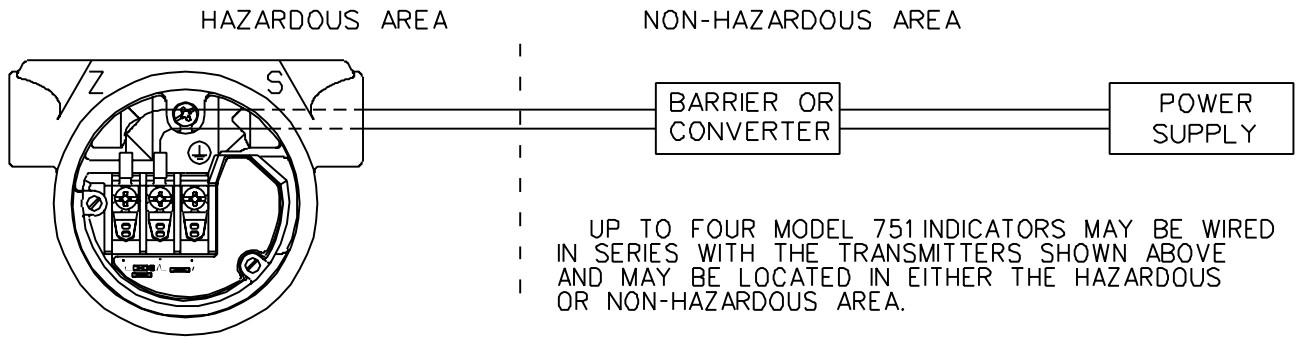 HAZARDOUS AREA
NON-HAZARDOUS AREA
Z S
BARRIER OR
CONVERTER
POWER
SUPPLY
UP TO FOUR MODEL 751 INDICATORS MAY BE WIRED
IN SERIES WITH THE TRANSMITTERS SHOWN ABOVE
AND MAY BE LOCATED IN EITHER THE HAZARDOUS
OR NON-HAZARDOUS AREA.